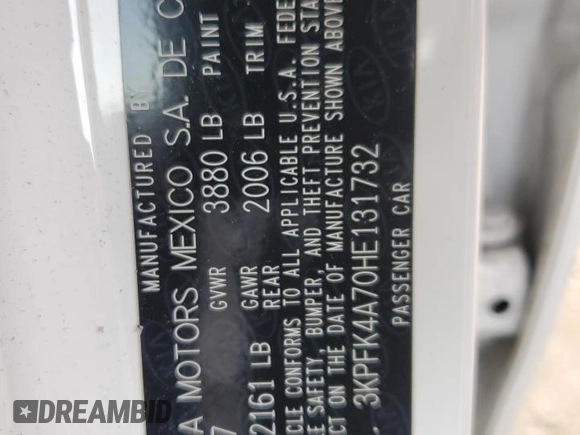 MANUFACTURED BY
A MOTORS MEXICO S.A. DE C
7 GVWR 3880 LB PAINT
GAWR
2161 LB REAR 2006 LB TRIM
ICLE CONFORMS TO ALL APPLICABLE U.S.A. FEDE
E SAFETY, BUMPER, AND THEFT PREVENTION STA
CT ON THE DATE OF MANUFACTURE SHOWN ABOVE
: 3KPFK4A70HE131732
PASSENGER CAR
KIA
DREAMBID